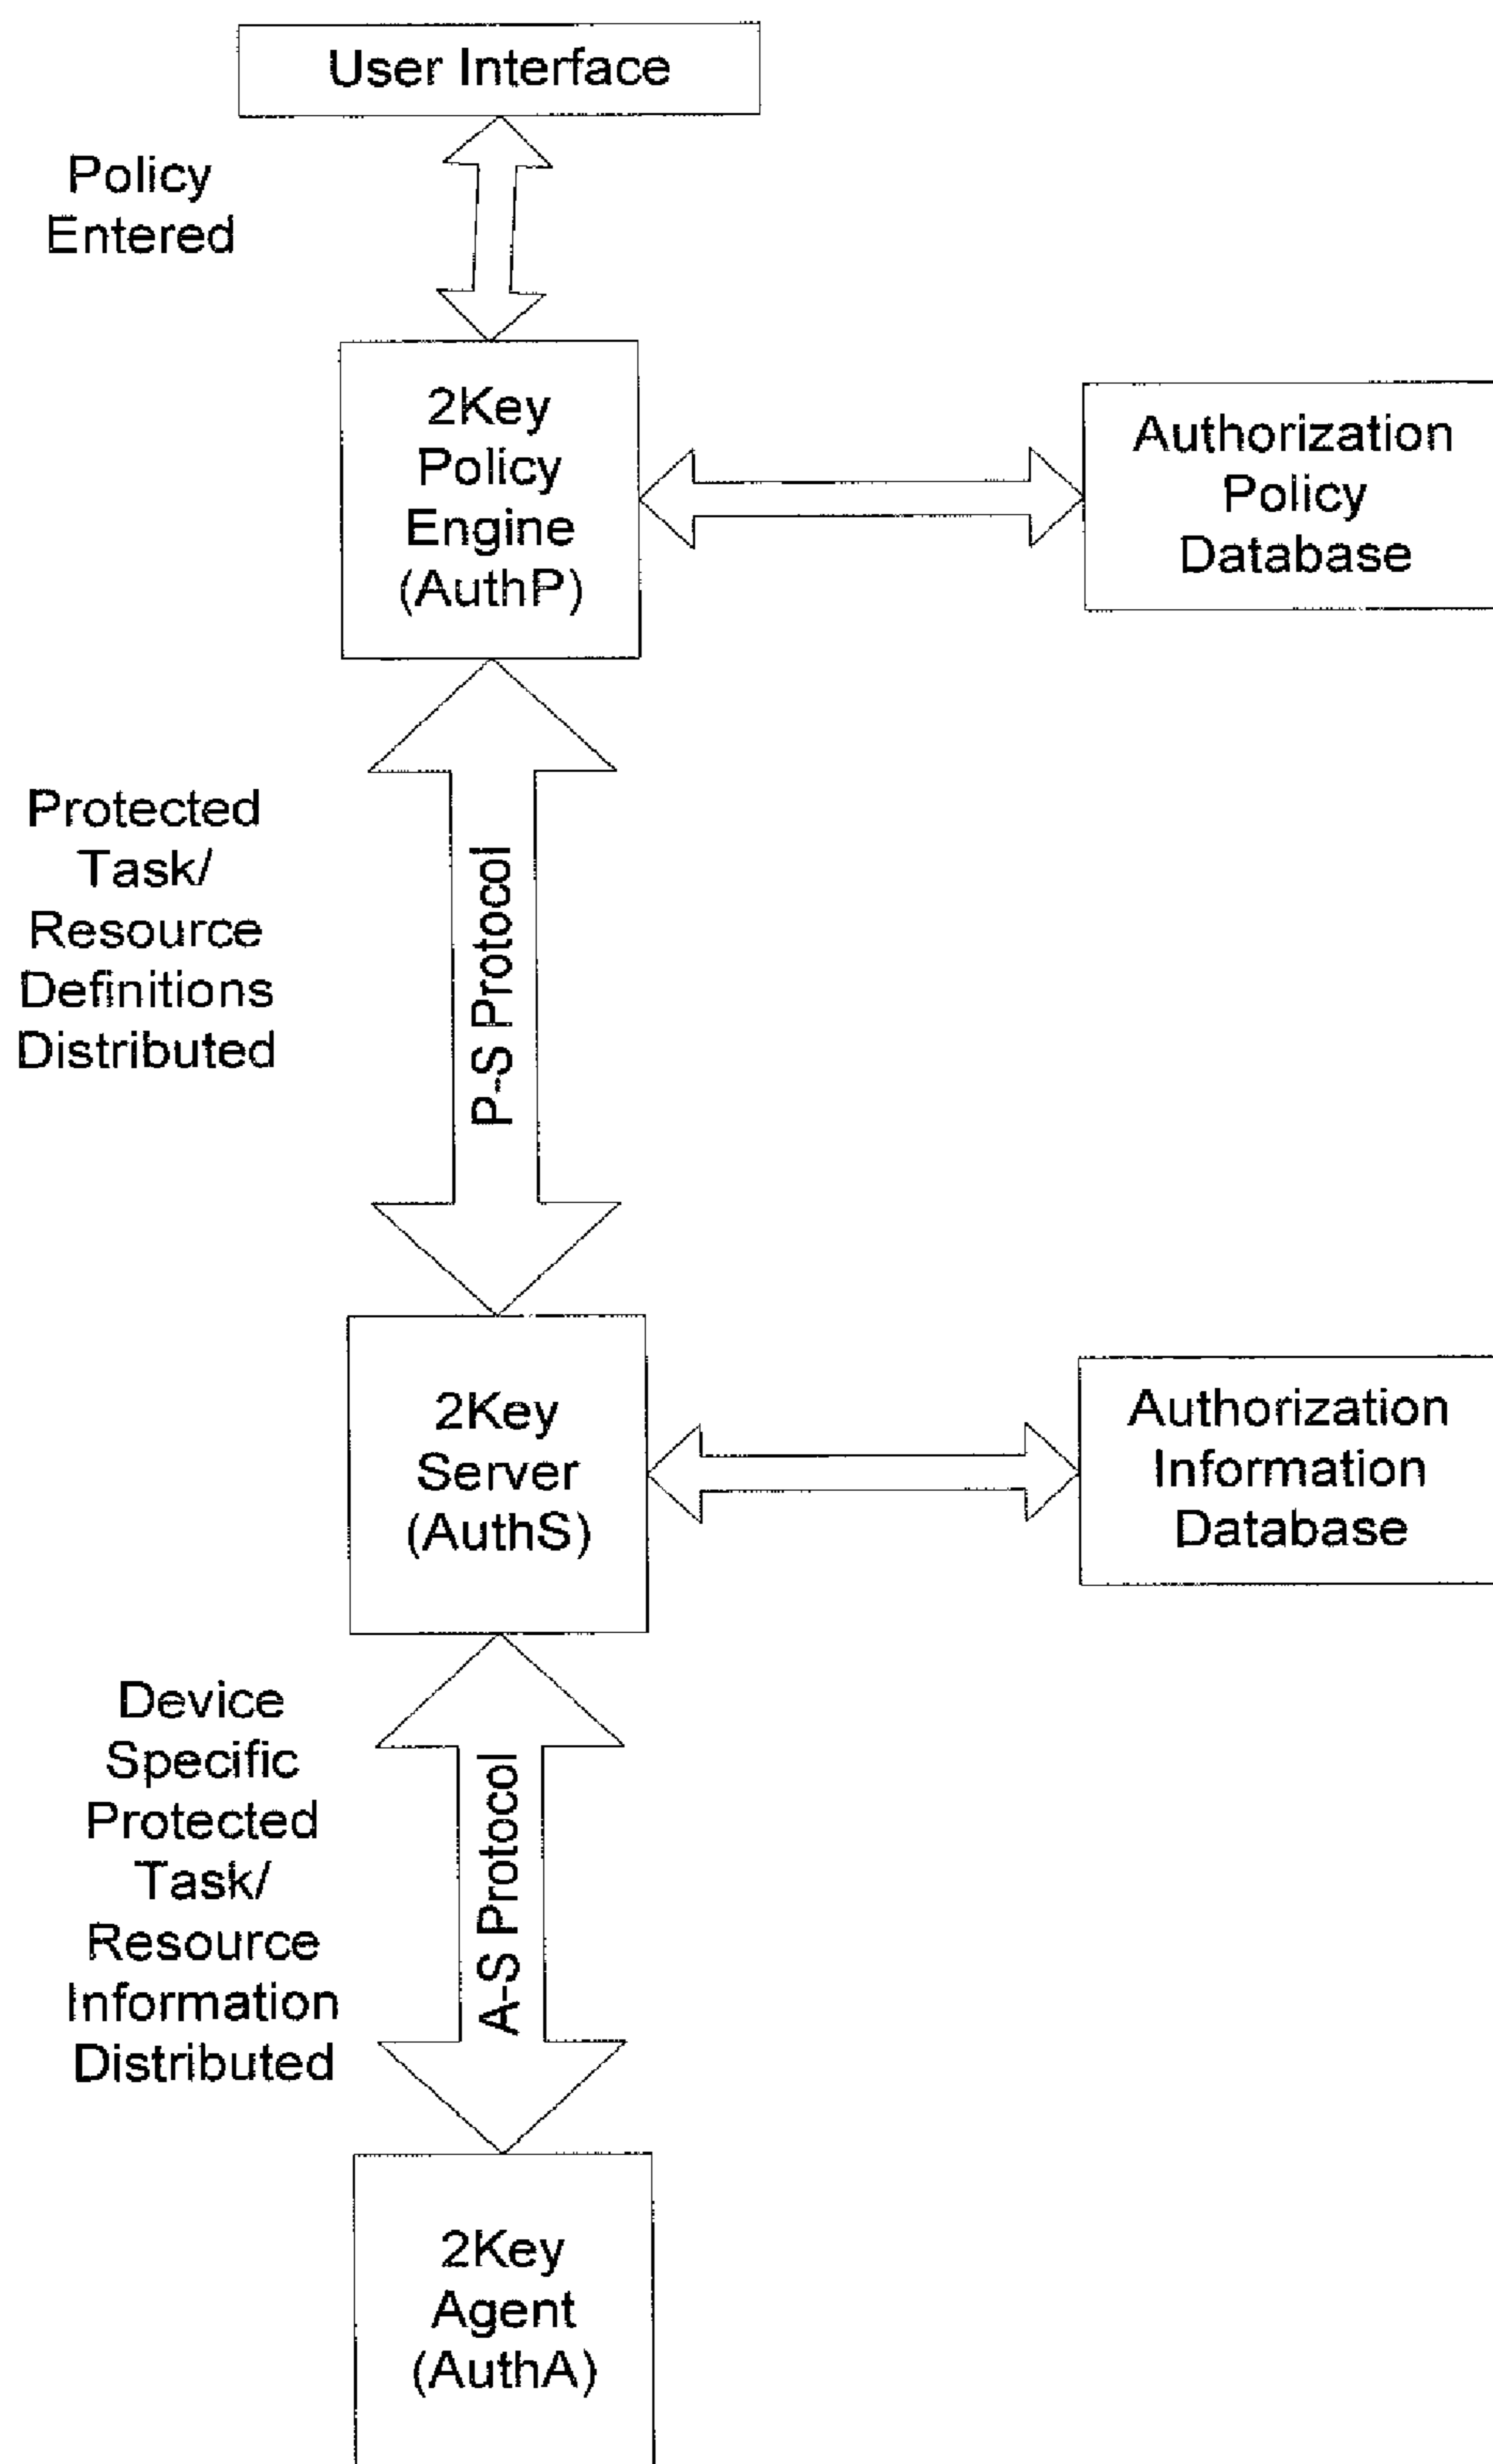 User Interface
Policy
Entered
2Key
Policy
Engine
(AuthP)
Authorization
Policy
Database
Protected
Task/
Resource
Definitions
Distributed
P-S Protocol
2Key
Server
(AuthS)
Authorization
Information
Database
Device
Specific
Protected
Task/
Resource
Information
Distributed
A-S Protocol
2Key
Agent
(AuthA)